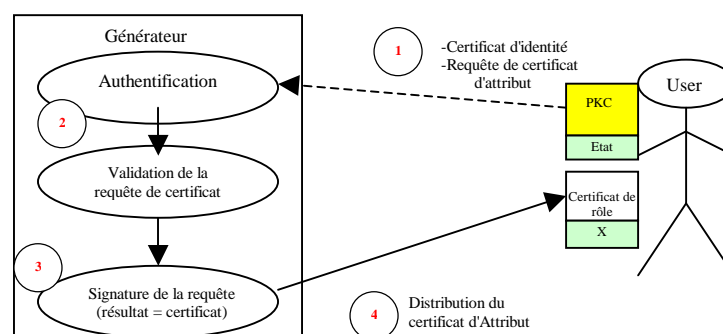 Générateur
Authentification
2
Validation de la
requête de certificat
3
Signature de la requête
(résultat = certificat)
1
-Certificat d'identité
-Requête de certificat
d'attribut
PKC
Etat
User
Certificat de
rôle
X
4
Distribution du
certificat d'Attribut